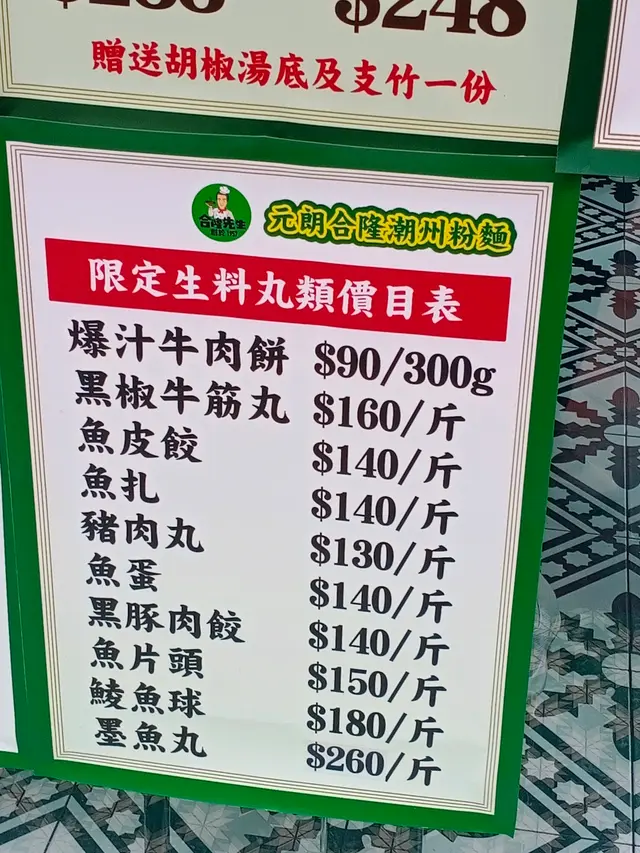 $248
贈送胡椒湯底及支竹一份
合隆先生
元朗合隆潮州粉麵
限定生料丸類價目表
爆汁牛肉餅 $90/300g
黑椒牛筋丸 $160/斤
魚皮餃 $140/斤
魚扎 $140/斤
豬肉丸 $130/斤
魚蛋 $140/斤
黑豚肉餃 $140/斤
魚片頭 $150/斤
鯪魚球 $180/斤
墨魚丸 $260/斤